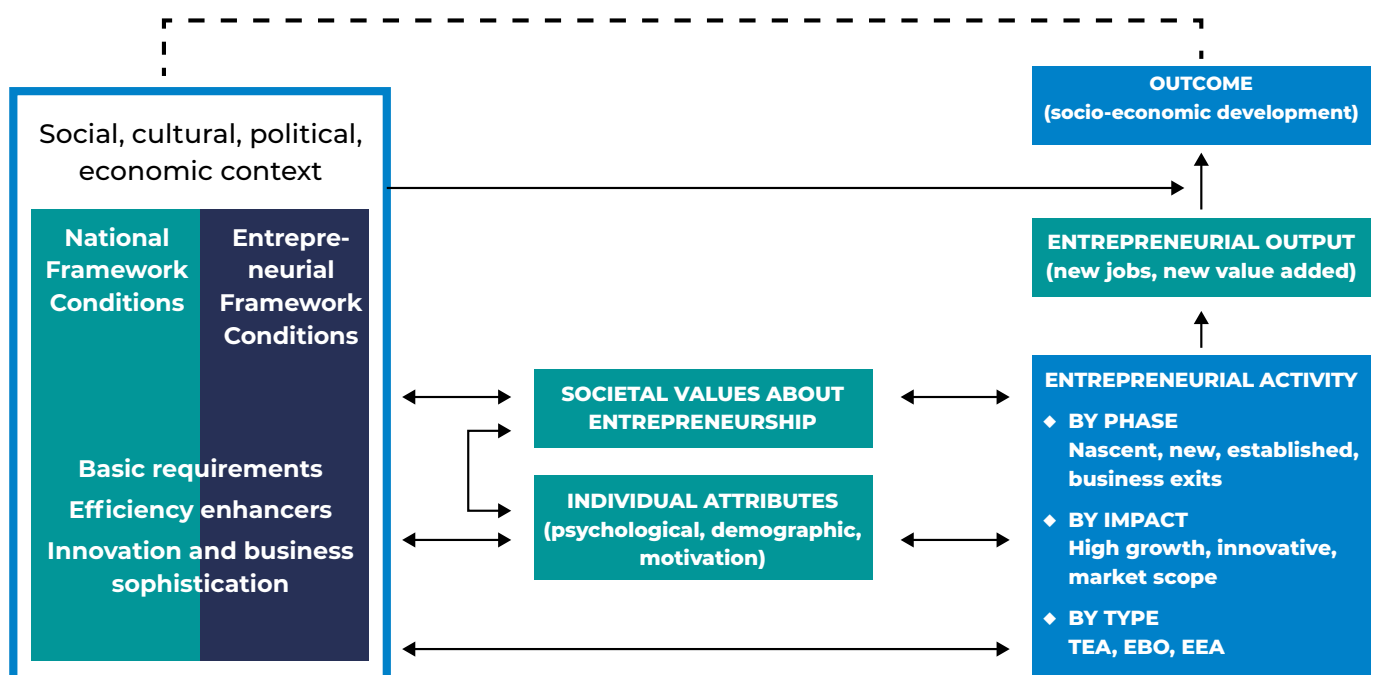 Social, cultural, political,
economic context
National
Framework
Conditions
Entrepre-
neurial
Framework
Conditions
Basic requirements
Efficiency enhancers
Innovation and business
sophistication
SOCIETAL VALUES ABOUT
ENTREPRENEURSHIP
INDIVIDUAL ATTRIBUTES
(psychological, demographic,
motivation)
OUTCOME
(socio-economic development)
ENTREPRENEURIAL OUTPUT
(new jobs, new value added)
ENTREPRENEURIAL ACTIVITY
◆ BY PHASE
Nascent, new, established,
business exits
◆ BY IMPACT
High growth, innovative,
market scope
◆ BY TYPE
TEA, EBO, EEA